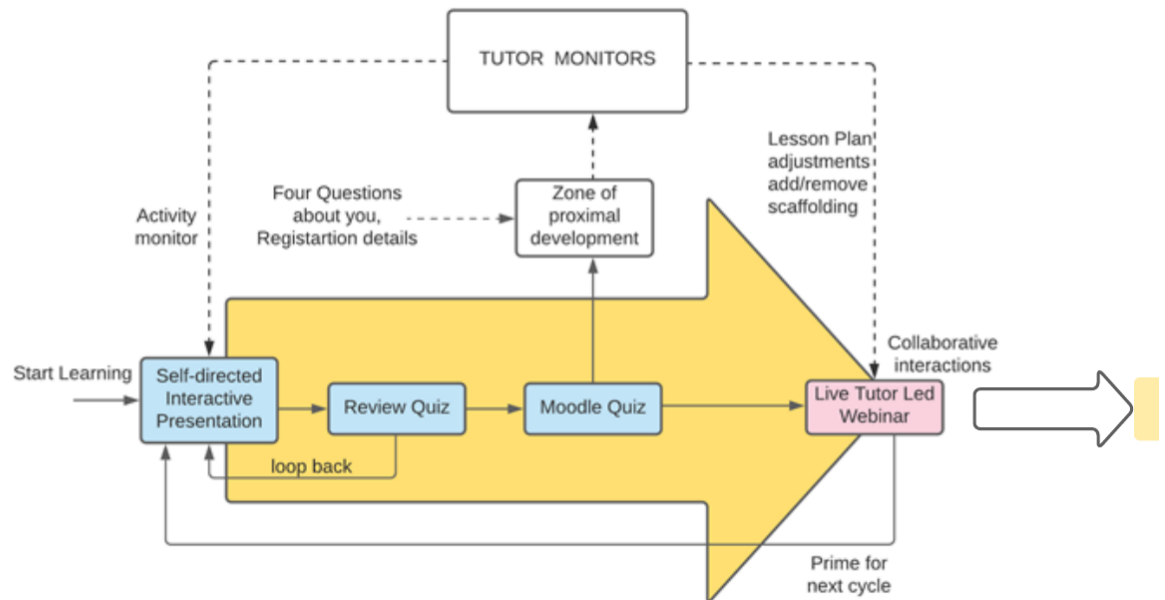 TUTOR MONITORS
Lesson Plan
adjustments
add/remove
scaffolding
Zone of
proximal
development
Four Questions
about you,
Registartion details
Activity
monitor
Collaborative
interactions
Start Learning
Self-directed
Interactive
Presentation
Review Quiz
Moodle Quiz
Live Tutor Led
Webinar
loop back
Prime for
next cycle